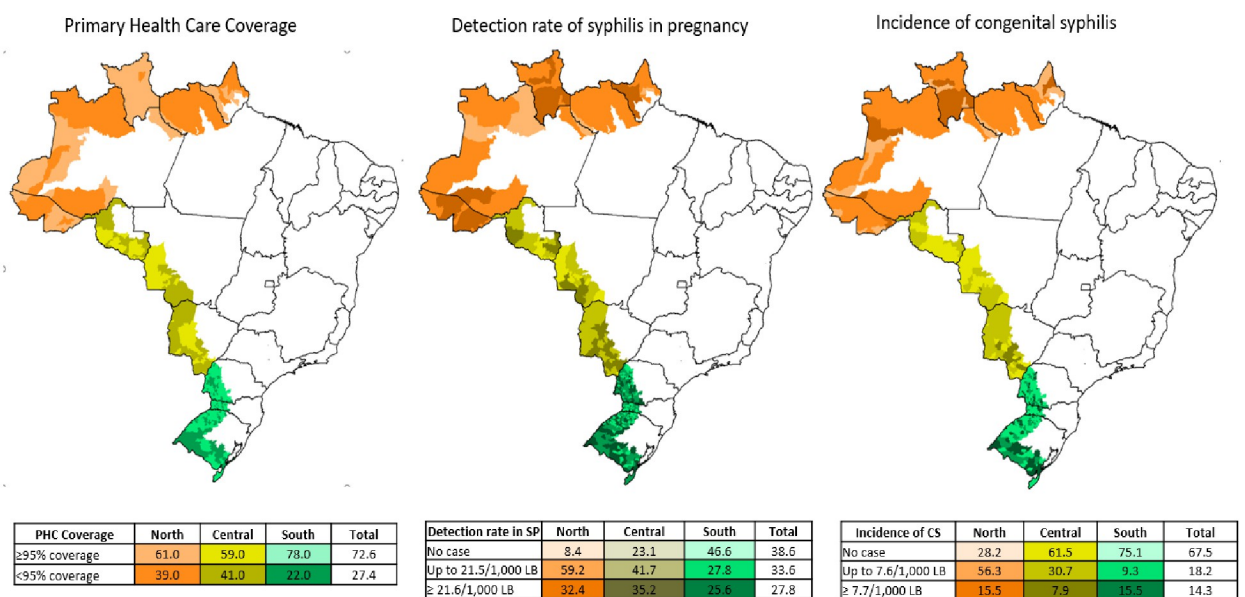 Primary Health Care Coverage
Detection rate of syphilis in pregnancy
Incidence of congenital syphilis
PHC Coverage North Central South Total
≥95% coverage 61.0 59.0 78.0 72.6
<95% coverage 39.0 41.0 22.0 27.4
Detection rate in SP North Central South Total
No case 8.4 23.1 46.6 38.6
Up to 21.5/1,000 LB 59.2 41.7 27.8 33.6
≥ 21.6/1,000 LB 32.4 35.2 25.6 27.8
Incidence of CS North Central South Total
No case 28.2 61.5 75.1 67.5
Up to 7.6/1,000 LB 56.3 30.7 9.3 18.2
≥ 7.7/1,000 LB 15.5 7.9 15.5 14.3